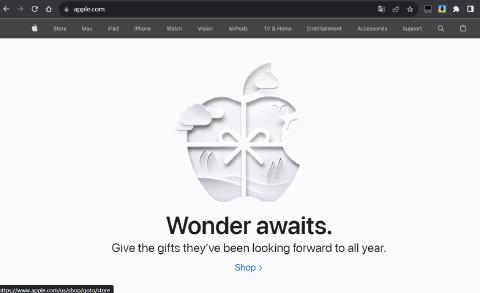 apple.com
Store Mac iPad iPhone Watch Vision AirPods TV & Home Entertainment Accessories Support
Wonder awaits.
Give the gifts they've been looking forward to all year.
Shop >
https://www.apple.com/us/shop/goto/store